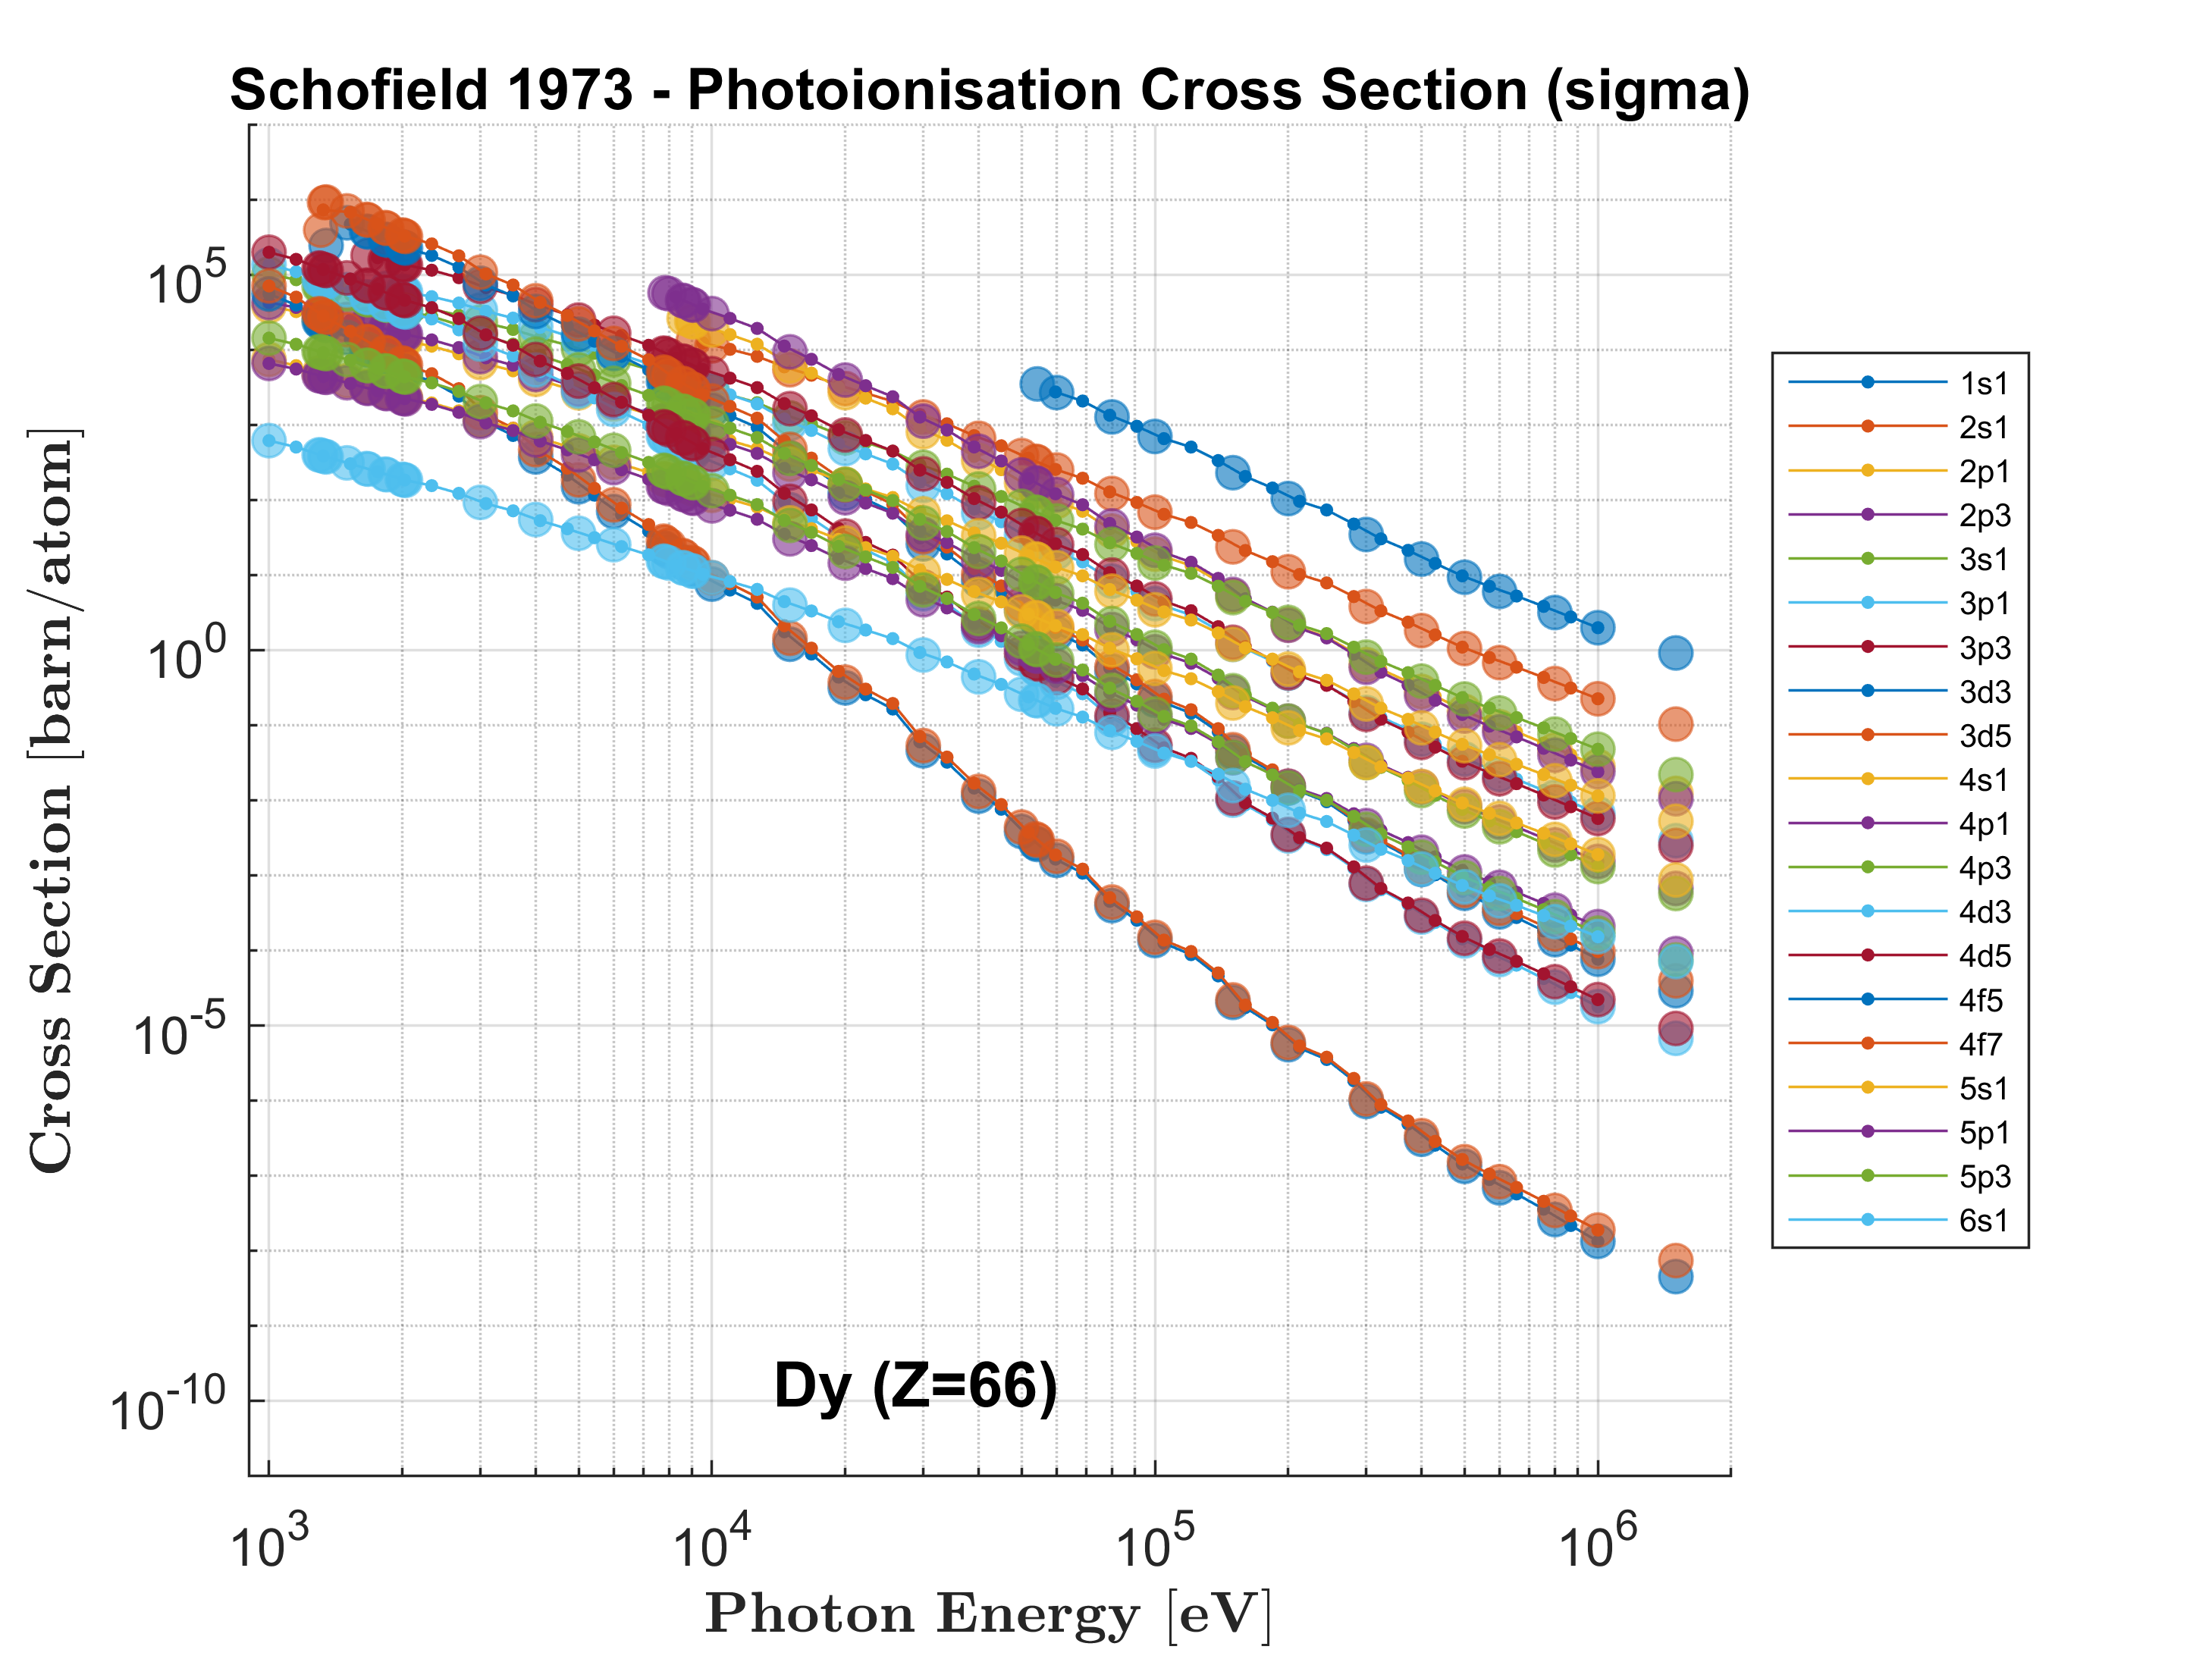 Schofield 1973 - Photoionisation Cross Section (sigma)
Cross Section [barn/atom]
10^5
10^0
10^-5
10^-10
Dy (Z=66)
10^3 10^4 10^5 10^6
Photon Energy [eV]
1s1
2s1
2p1
2p3
3s1
3p1
3p3
3d3
3d5
4s1
4p1
4p3
4d3
4d5
4f5
4f7
5s1
5p1
5p3
6s1